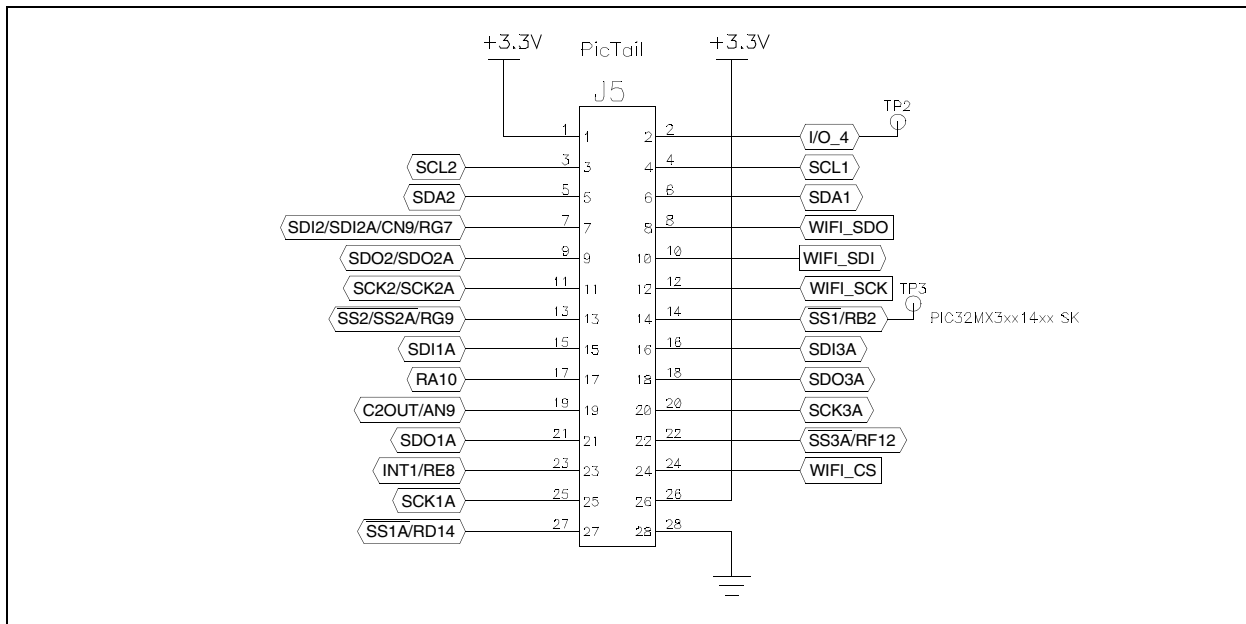 +3.3V PicTail +3.3V
J5
TP2
1 1 2 2 I/O_4
SCL2 3 3 4 4 SCL1
SDA2 5 5 6 6 SDA1
SDI2/SDI2A/CN9/RG7 7 7 8 8 WIFI_SDO
SDO2/SDO2A 9 9 10 10 WIFI_SDI
SCK2/SCK2A 11 11 12 12 WIFI_SCK
TP3
SS2/SS2A/RG9 13 13 14 14 SS1/RB2 PIC32MX3xx14xx SK
SDI1A 15 15 16 16 SDI3A
RA10 17 17 18 18 SDO3A
C2OUT/AN9 19 19 20 20 SCK3A
SDO1A 21 21 22 22 SS3A/RF12
INT1/RE8 23 23 24 24 WIFI_CS
SCK1A 25 25 26 26
SS1A/RD14 27 27 28 28